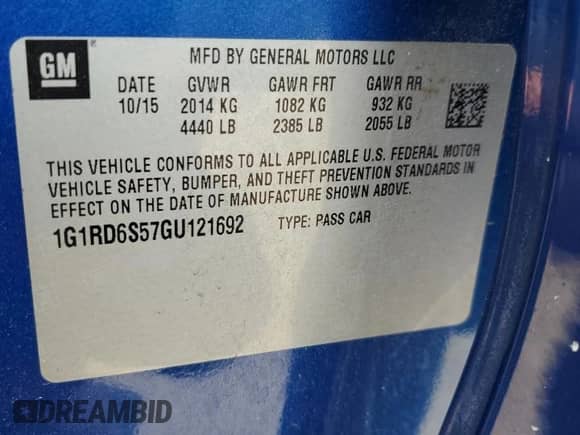 GM
MFD BY GENERAL MOTORS LLC
DATE GVWR GAWR FRT GAWR RR
10/15 2014 KG 1082 KG 932 KG
4440 LB 2385 LB 2055 LB
THIS VEHICLE CONFORMS TO ALL APPLICABLE U.S. FEDERAL MOTOR
VEHICLE SAFETY, BUMPER, AND THEFT PREVENTION STANDARDS IN
EFFECT ON THE DATE OF MANUFACTURE SHOWN ABOVE.
1G1RD6S57GU121692 TYPE: PASS CAR
DREAMBID